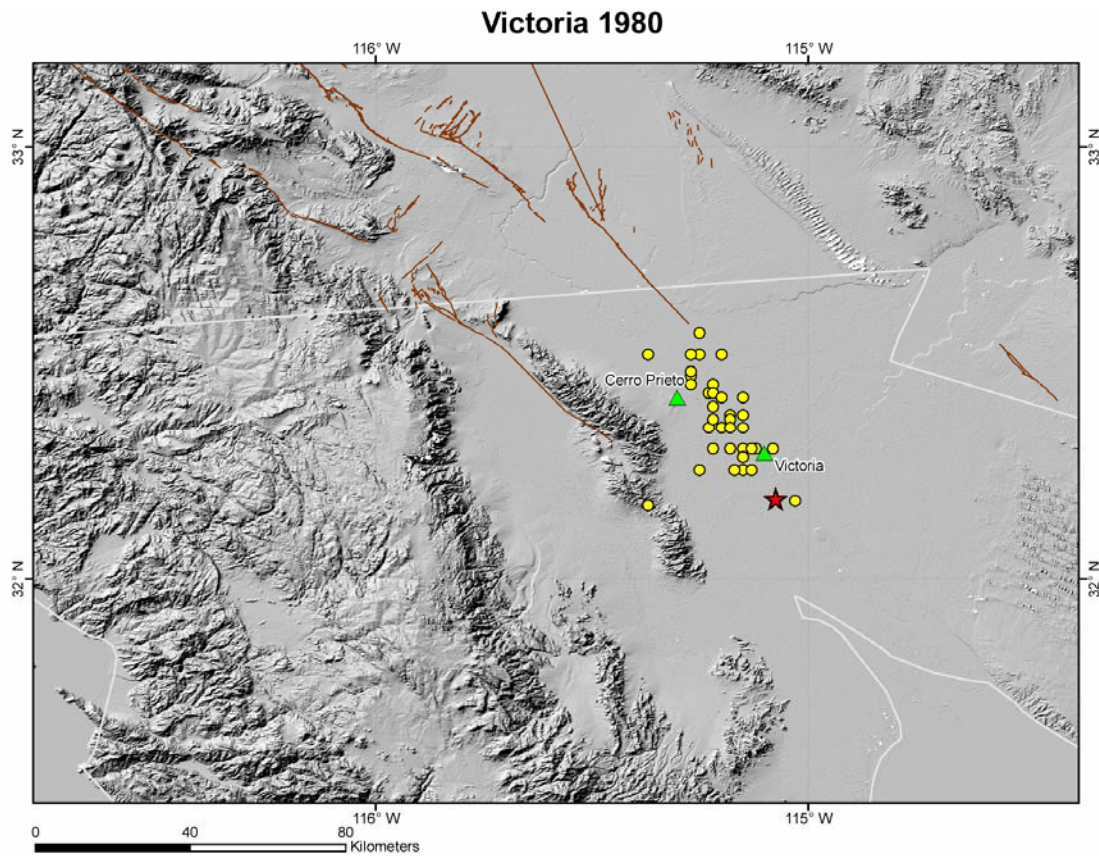 Victoria 1980
116° W
115° W
33° N
33° N
Cerro Prieto
Victoria
32° N
32° N
116° W
115° W
0
40
80
Kilometers